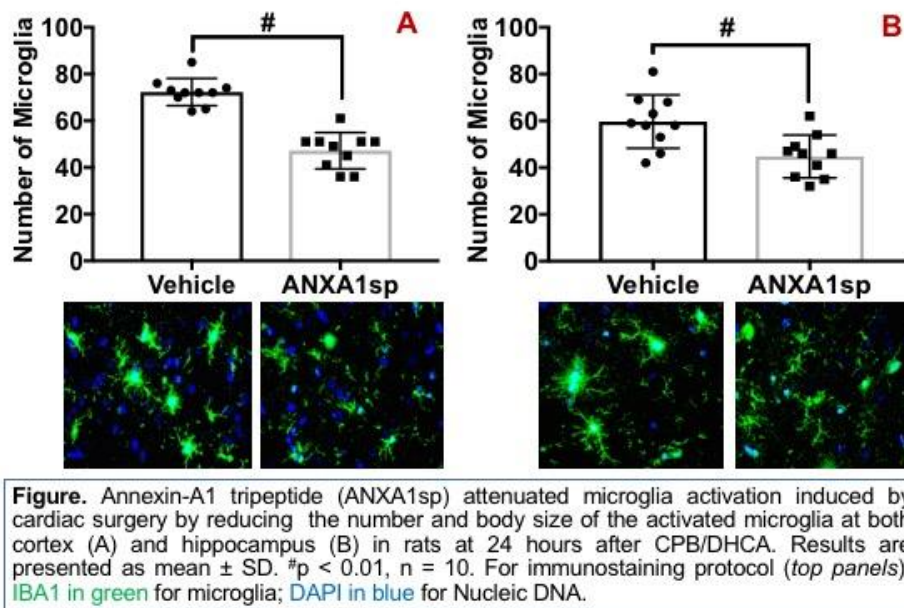 100
80
60
40
20
0
Number of Microglia
#
A
Vehicle ANXA1sp
100
80
60
40
20
0
Number of Microglia
#
B
Vehicle ANXA1sp
Figure. Annexin-A1 tripeptide (ANXA1sp) attenuated microglia activation induced by
cardiac surgery by reducing the number and body size of the activated microglia at both
cortex (A) and hippocampus (B) in rats at 24 hours after CPB/DHCA. Results are
presented as mean ± SD. #p < 0.01, n = 10. For immunostaining protocol (top panels)
IBA1 in green for microglia; DAPI in blue for Nucleic DNA.